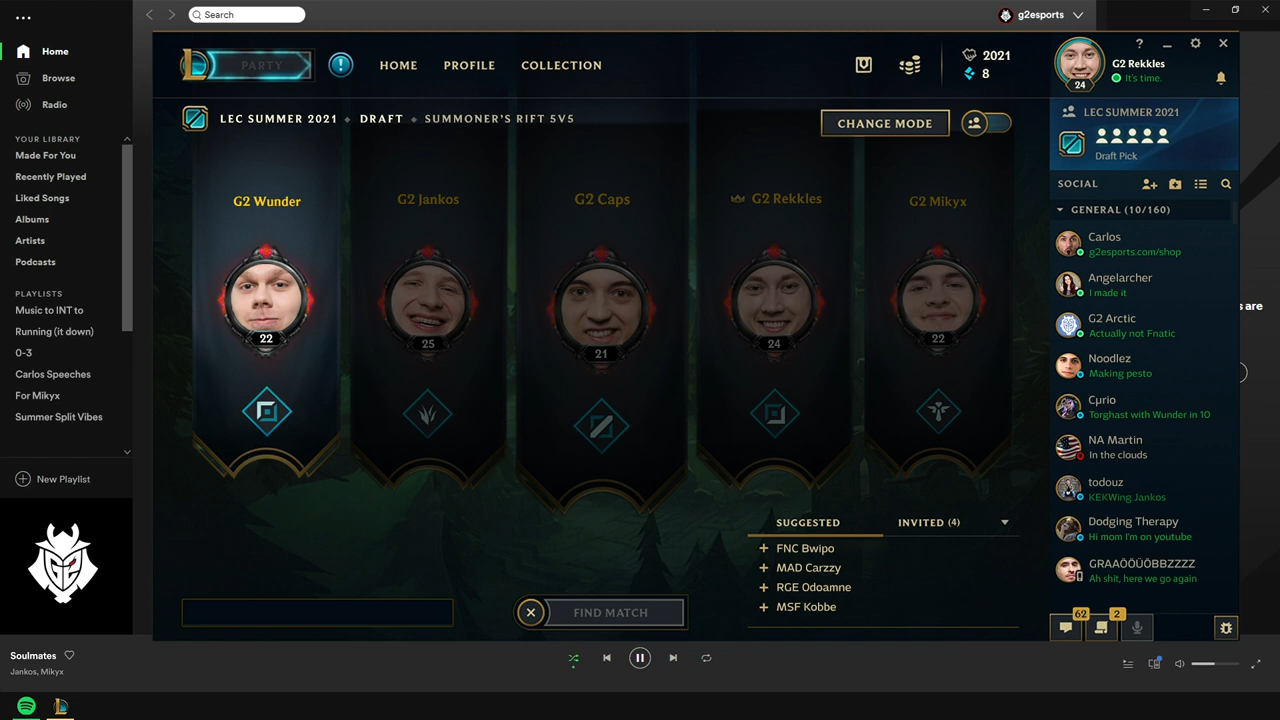 Search
g2esports
Home
Browse
Radio
YOUR LIBRARY
Made For You
Recently Played
Liked Songs
Albums
Artists
Podcasts
PLAYLISTS
Music to INT to
Running (it down)
0-3
Carlos Speeches
For Mikyx
Summer Split Vibes
New Playlist
PARTY
HOME
PROFILE
COLLECTION
2021
8
LEC SUMMER 2021 ◆ DRAFT ◆ SUMMONER'S RIFT 5V5
CHANGE MODE
G2 Wunder
22
G2 Jankos
25
G2 Caps
21
G2 Rekkles
24
G2 Mikyx
22
FIND MATCH
SUGGESTED
INVITED (4)
+ FNC Bwipo
+ MAD Carzzy
+ RGE Odoamne
+ MSF Kobbe
?
24
G2 Rekkles
It's time.
LEC SUMMER 2021
Draft Pick
SOCIAL
GENERAL (10/160)
Carlos
g2esports.com/shop
Angelarcher
I made it
G2 Arctic
Actually not Fnatic
Noodlez
Making pesto
Cyrio
Torghast with Wunder in 10
NA Martin
In the clouds
todouz
KEKWing Jankos
Dodging Therapy
Hi mom I'm on youtube
GRAAÖÖÜÖBBZZZZ
Ah shit, here we go again
62
2
s are
Soulmates
Jankos, Mikyx